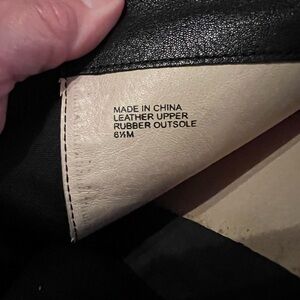 MADE IN CHINA
LEATHER UPPER
RUBBER OUTSOLE
6½M